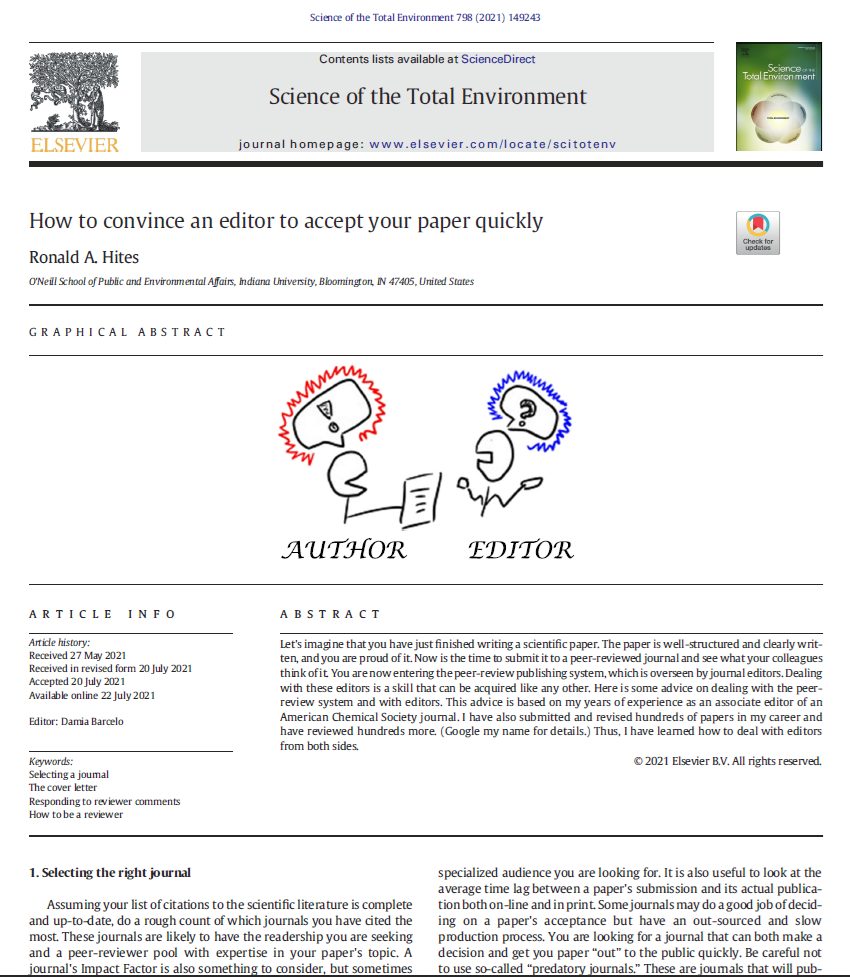 Science of the Total Environment 798 (2021) 149243
ELSEVIER
Contents lists available at ScienceDirect
Science of the Total Environment
journal homepage: www.elsevier.com/locate/scitotenv
Science OF THE
Total Environment
How to convince an editor to accept your paper quickly
Check for
updates
Ronald A. Hites
O'Neill School of Public and Environmental Affairs, Indiana University, Bloomington, IN 47405, United States
GRAPHICAL ABSTRACT
!
?
AUTHOR
EDITOR
ARTICLE INFO
Article history:
Received 27 May 2021
Received in revised form 20 July 2021
Accepted 20 July 2021
Available online 22 July 2021
Editor: Damia Barcelo
Keywords:
Selecting a journal
The cover letter
Responding to reviewer comments
How to be a reviewer
ABSTRACT
Let's imagine that you have just finished writing a scientific paper. The paper is well-structured and clearly writ-
ten, and you are proud of it. Now is the time to submit it to a peer-reviewed journal and see what your colleagues
think of it. You are now entering the peer-review publishing system, which is overseen by journal editors. Dealing
with these editors is a skill that can be acquired like any other. Here is some advice on dealing with the peer-
review system and with editors. This advice is based on my years of experience as an associate editor of an
American Chemical Society journal. I have also submitted and revised hundreds of papers in my career and
have reviewed hundreds more. (Google my name for details.) Thus, I have learned how to deal with editors
from both sides.
© 2021 Elsevier B.V. All rights reserved.
1. Selecting the right journal
Assuming your list of citations to the scientific literature is complete
and up-to-date, do a rough count of which journals you have cited the
most. These journals are likely to have the readership you are seeking
and a peer-reviewer pool with expertise in your paper's topic. A
journal's Impact Factor is also something to consider, but sometimes
specialized audience you are looking for. It is also useful to look at the
average time lag between a paper's submission and its actual publica-
tion both on-line and in print. Some journals may do a good job of decid-
ing on a paper's acceptance but have an out-sourced and slow
production process. You are looking for a journal that can both make a
decision and get you paper "out" to the public quickly. Be careful not
to use so-called "predatory journals." These are journals that will pub-